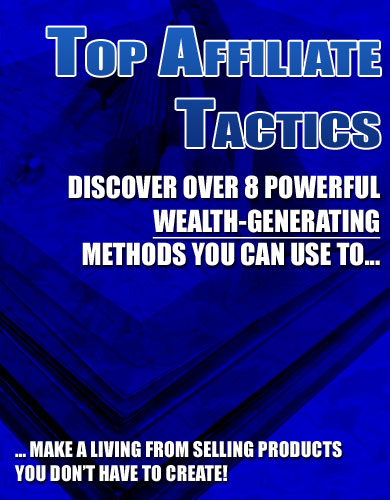 Top Affiliate
Tactics
DISCOVER OVER 8 POWERFUL
WEALTH-GENERATING
METHODS YOU CAN USE TO...
... MAKE A LIVING FROM SELLING PRODUCTS
YOU DON'T HAVE TO CREATE!